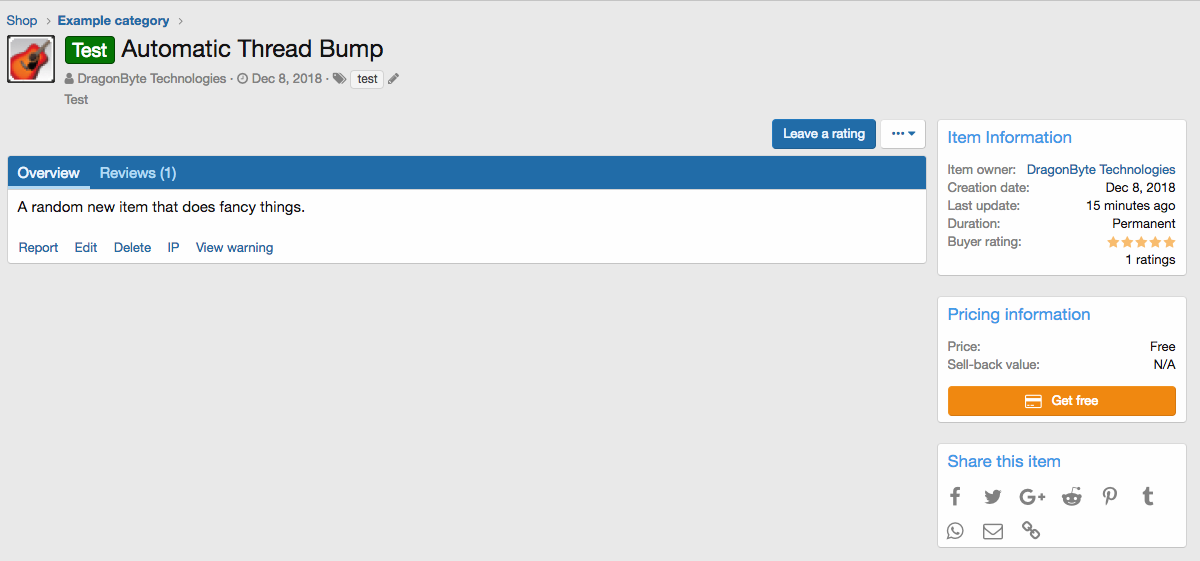 Shop > Example category >
Test Automatic Thread Bump
DragonByte Technologies · Dec 8, 2018 · test
Test
Leave a rating
Overview Reviews (1)
A random new item that does fancy things.
Report Edit Delete IP View warning
Item Information
Item owner: DragonByte Technologies
Creation date: Dec 8, 2018
Last update: 15 minutes ago
Duration: Permanent
Buyer rating:
1 ratings
Pricing information
Price: Free
Sell-back value: N/A
Get free
Share this item